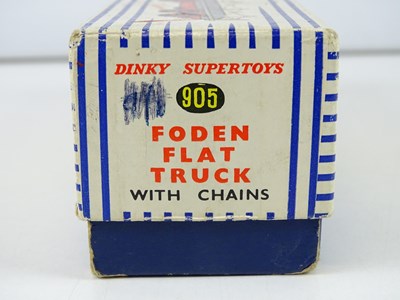 DINKY SUPERTOYS
905
FODEN
FLAT
TRUCK
WITH CHAINS